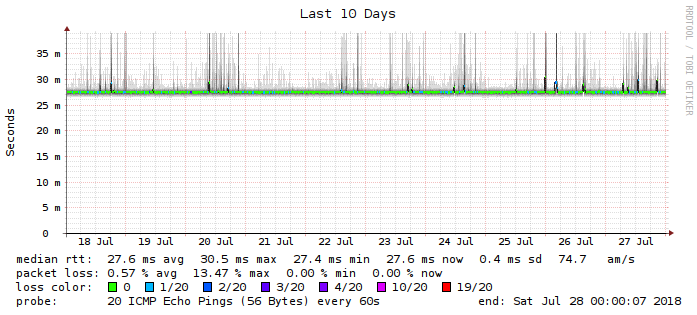 Last 10 Days
RRDTOOL / TOBI OETIKER
Seconds
35 m
30 m
25 m
20 m
15 m
10 m
5 m
0
18 Jul 19 Jul 20 Jul 21 Jul 22 Jul 23 Jul 24 Jul 25 Jul 26 Jul 27 Jul
median rtt: 27.6 ms avg 30.5 ms max 27.4 ms min 27.6 ms now 0.4 ms sd 74.7 am/s
packet loss: 0.57 % avg 13.47 % max 0.00 % min 0.00 % now
loss color: 0 1/20 2/20 3/20 4/20 10/20 19/20
probe: 20 ICMP Echo Pings (56 Bytes) every 60s end: Sat Jul 28 00:00:07 2018